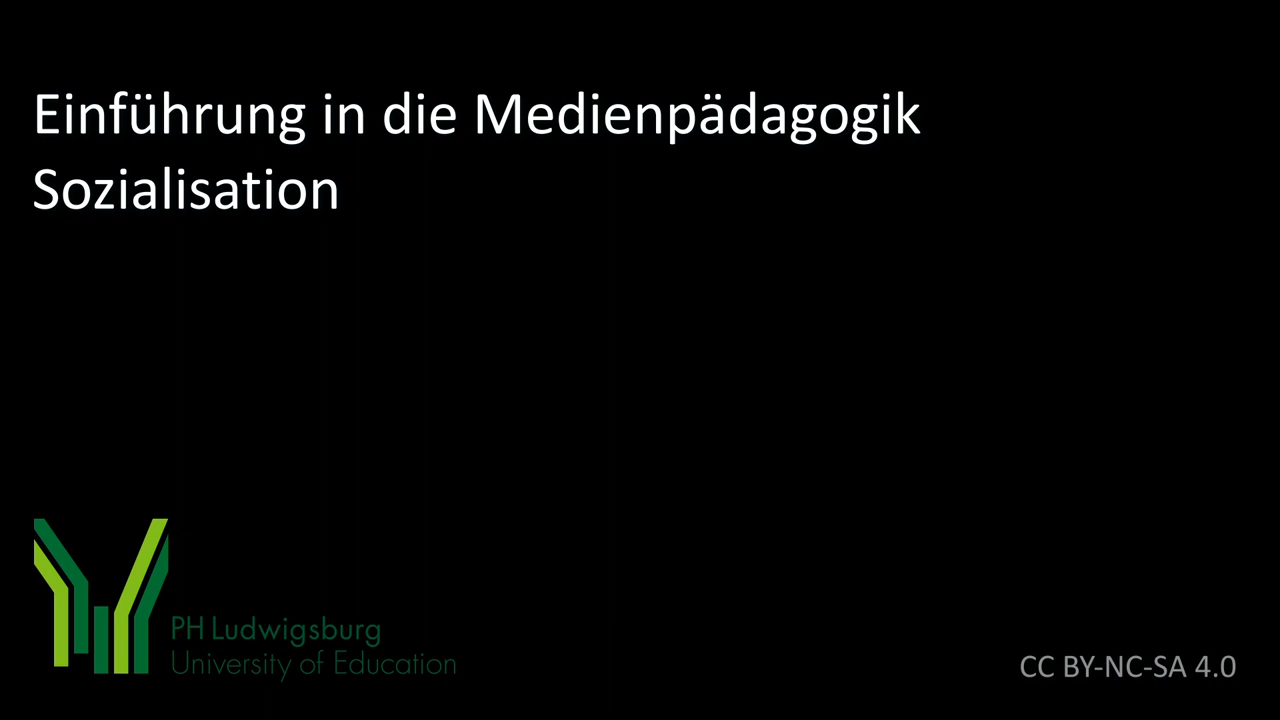 Einführung in die Medienpädagogik
Sozialisation
PH Ludwigsburg
University of Education
CC BY-NC-SA 4.0